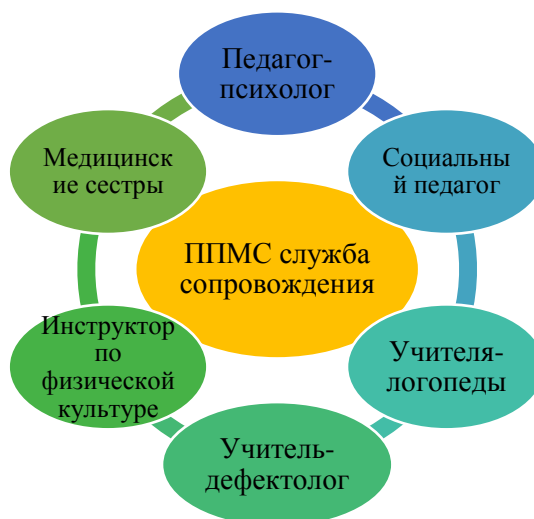 Педагог-
психолог
Социальны
й педагог
Учителя-
логопеды
Учитель-
дефектолог
Инструктор
по
физической
культуре
Медицинск
ие сестры
ППМС служба
сопровождения